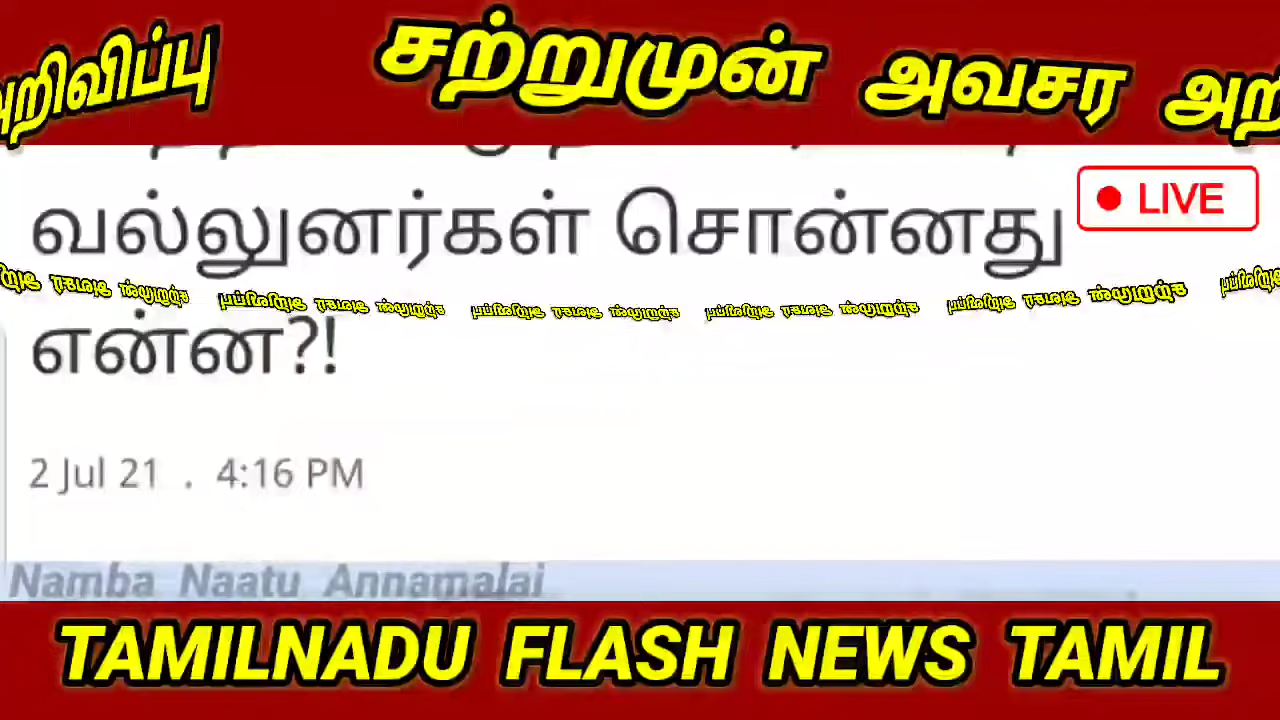 அறிவிப்பு சற்றுமுன் அவசர அறி
வல்லுனர்கள் சொன்னது
LIVE
என்ன?!
2 Jul 21 . 4:16 PM
Namba Naatu Annamalai
TAMILNADU FLASH NEWS TAMIL